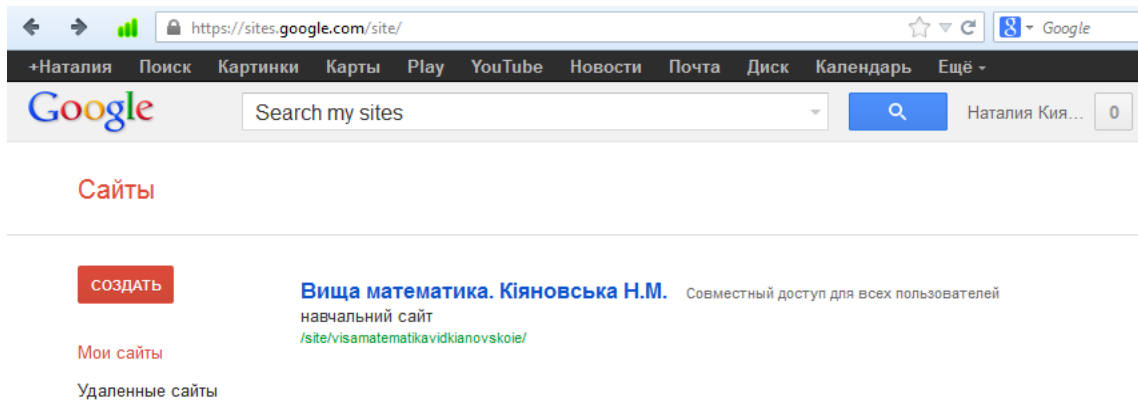 https://sites.google.com/site/
8 Google
+Наталия Поиск Картинки Карты Play YouTube Новости Почта Диск Календарь Ещё
Google Search my sites Наталия Кия... 0
Сайты
СОЗДАТЬ
Вища математика. Кіяновська Н.М. Совместный доступ для всех пользователей
навчальний сайт
/site/visamatematikavidkianovskoie/
Мои сайты
Удаленные сайты